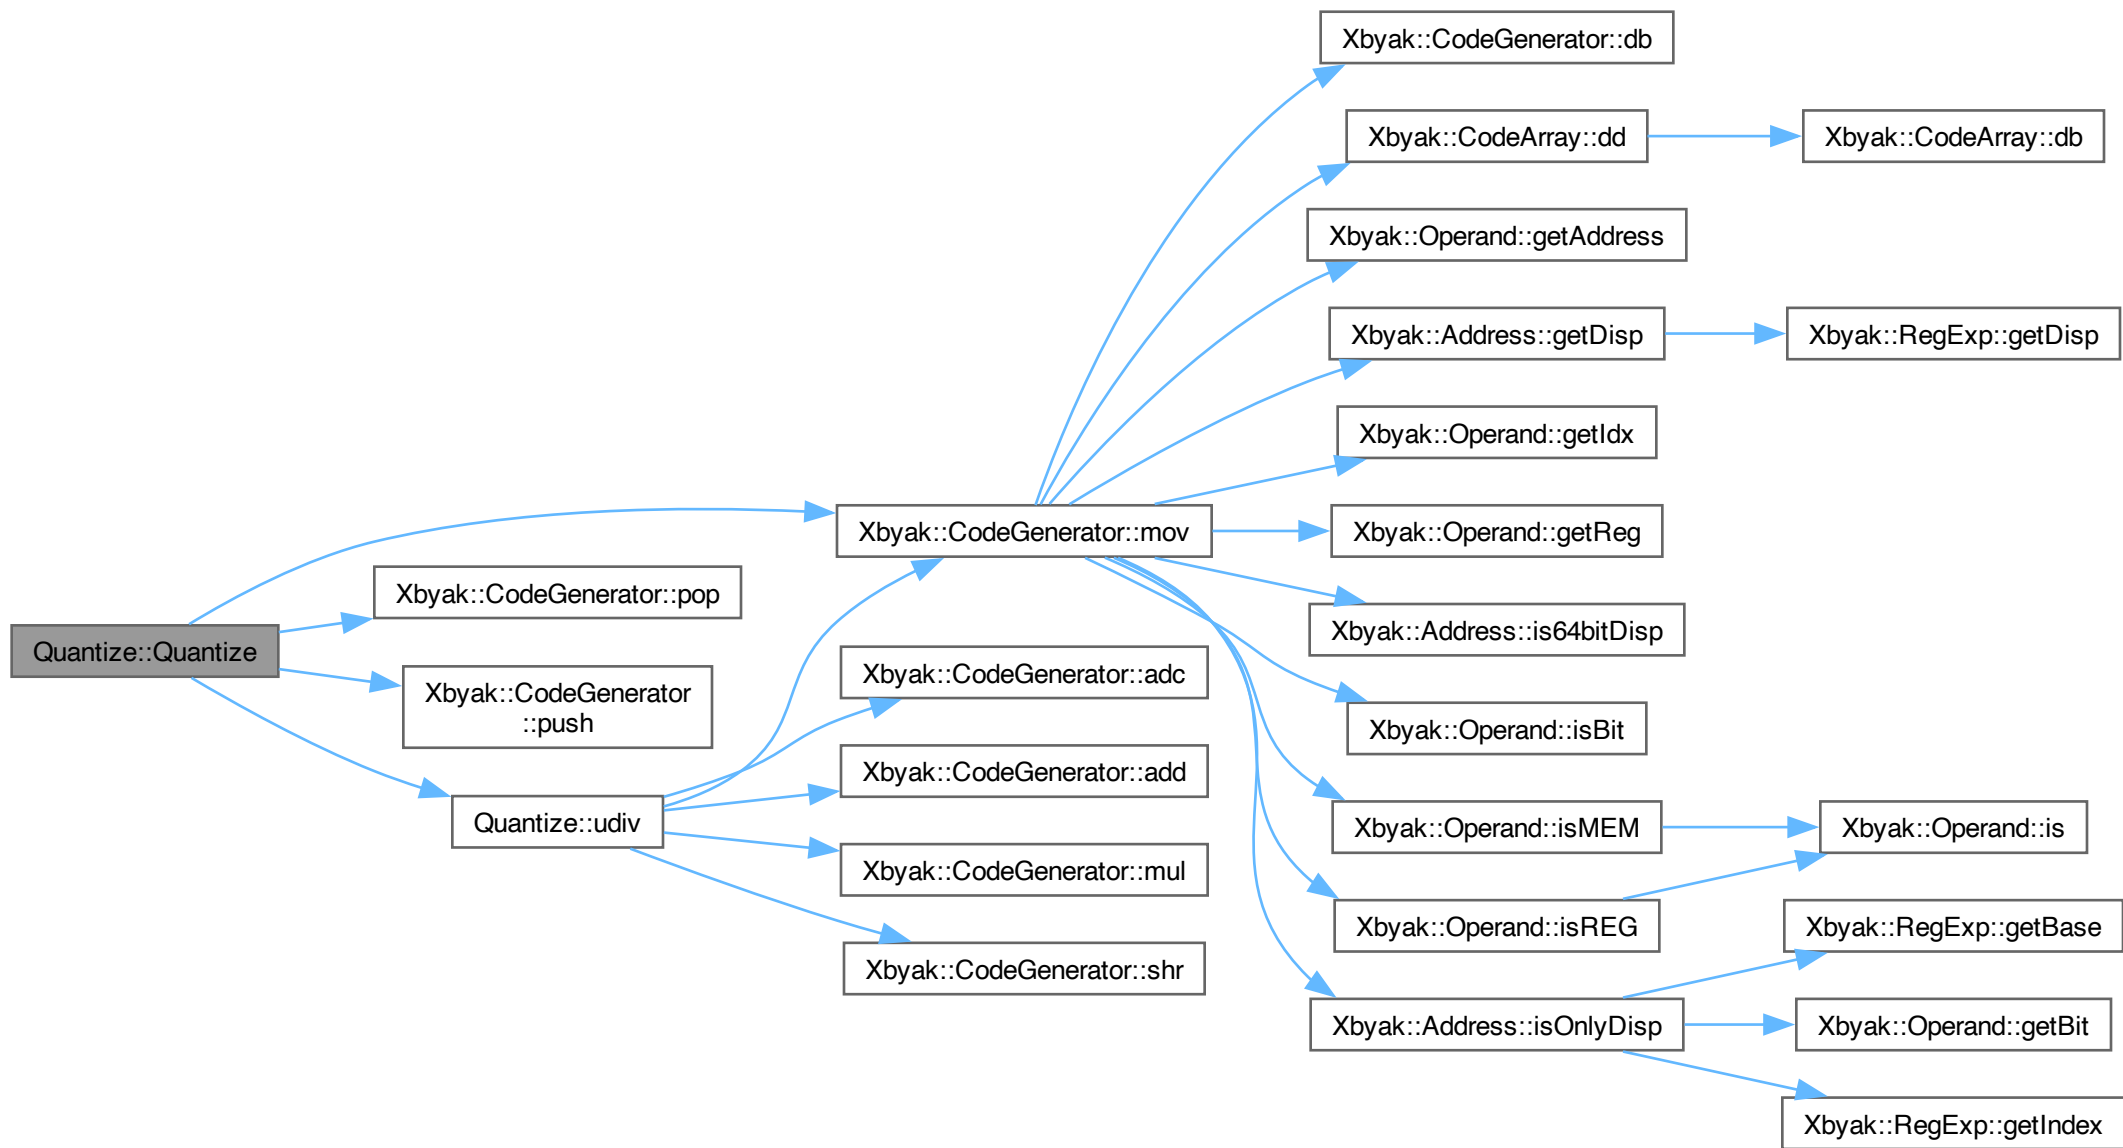 Xbyak::CodeGenerator::db
Xbyak::CodeArray::dd
Xbyak::CodeArray::db
Xbyak::Operand::getAddress
Xbyak::Address::getDisp
Xbyak::RegExp::getDisp
Xbyak::Operand::getIdx
Xbyak::CodeGenerator::mov
Xbyak::Operand::getReg
Xbyak::CodeGenerator::pop
Xbyak::Address::is64bitDisp
Quantize::Quantize
Xbyak::CodeGenerator::adc
Xbyak::CodeGenerator
::push
Xbyak::Operand::isBit
Xbyak::CodeGenerator::add
Quantize::udiv
Xbyak::Operand::isMEM
Xbyak::Operand::is
Xbyak::CodeGenerator::mul
Xbyak::Operand::isREG
Xbyak::RegExp::getBase
Xbyak::CodeGenerator::shr
Xbyak::Address::isOnlyDisp
Xbyak::Operand::getBit
Xbyak::RegExp::getIndex